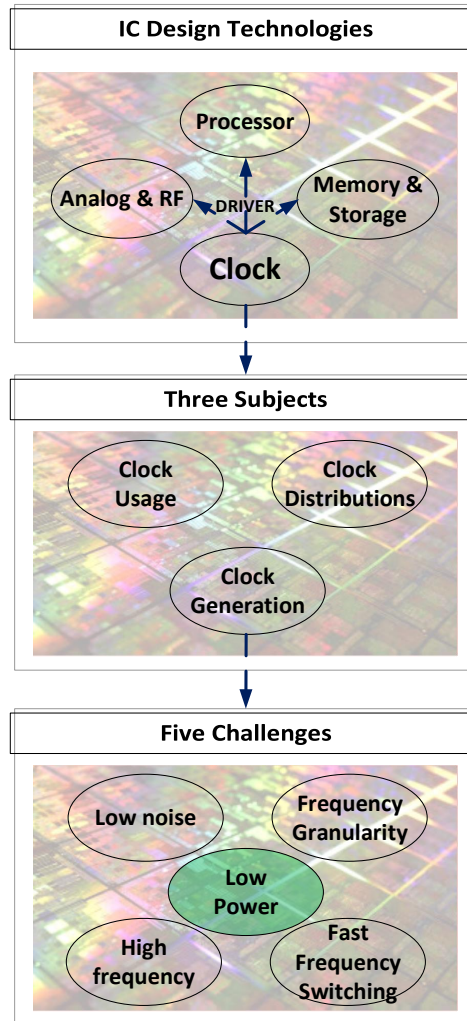 IC Design Technologies
Processor
Analog & RF
DRIVER
Memory &
Storage
Clock
Three Subjects
Clock
Usage
Clock
Distributions
Clock
Generation
Five Challenges
Low noise
Frequency
Granularity
Low
Power
High
frequency
Fast
Frequency
Switching